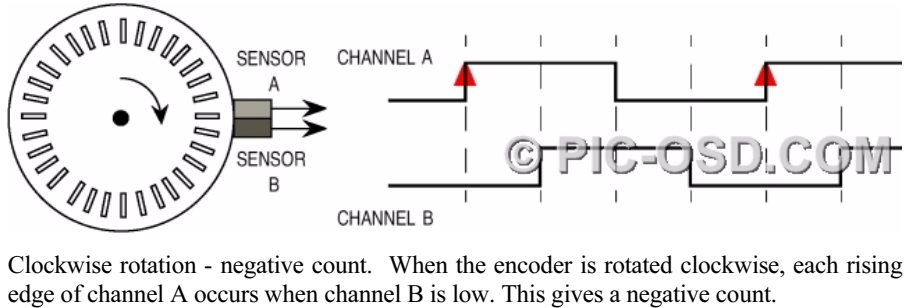 SENSOR
A
CHANNEL A
© PIC-OSD.COM
SENSOR
B
CHANNEL B
Clockwise rotation - negative count. When the encoder is rotated clockwise, each rising
edge of channel A occurs when channel B is low. This gives a negative count.